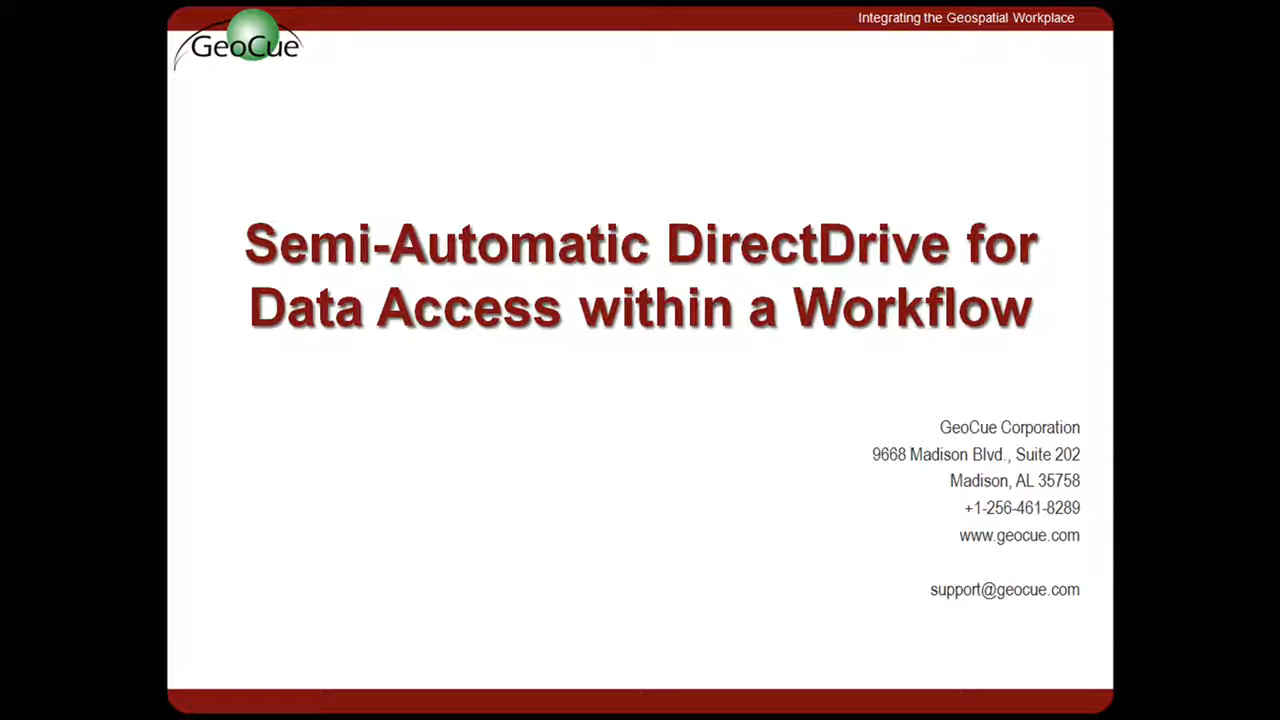 Integrating the Geospatial Workplace
GeoCue
Semi-Automatic DirectDrive for
Data Access within a Workflow
GeoCue Corporation
9668 Madison Blvd., Suite 202
Madison, AL 35758
+1-256-461-8289
www.geocue.com
support@geocue.com